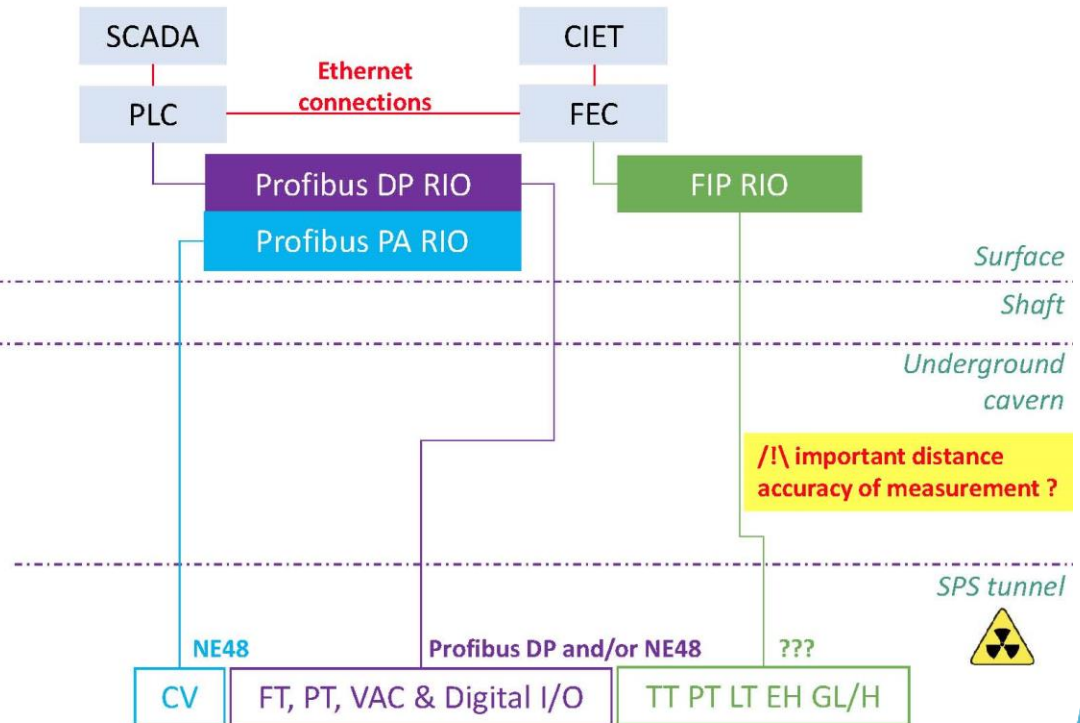 SCADA
CIET
Ethernet
connections
PLC
FEC
Profibus DP RIO
FIP RIO
Profibus PA RIO
Surface
Shaft
Underground
cavern
/!\ important distance
accuracy of measurement ?
SPS tunnel
NE48
Profibus DP and/or NE48
???
CV
FT, PT, VAC & Digital I/O
TT PT LT EH GL/H